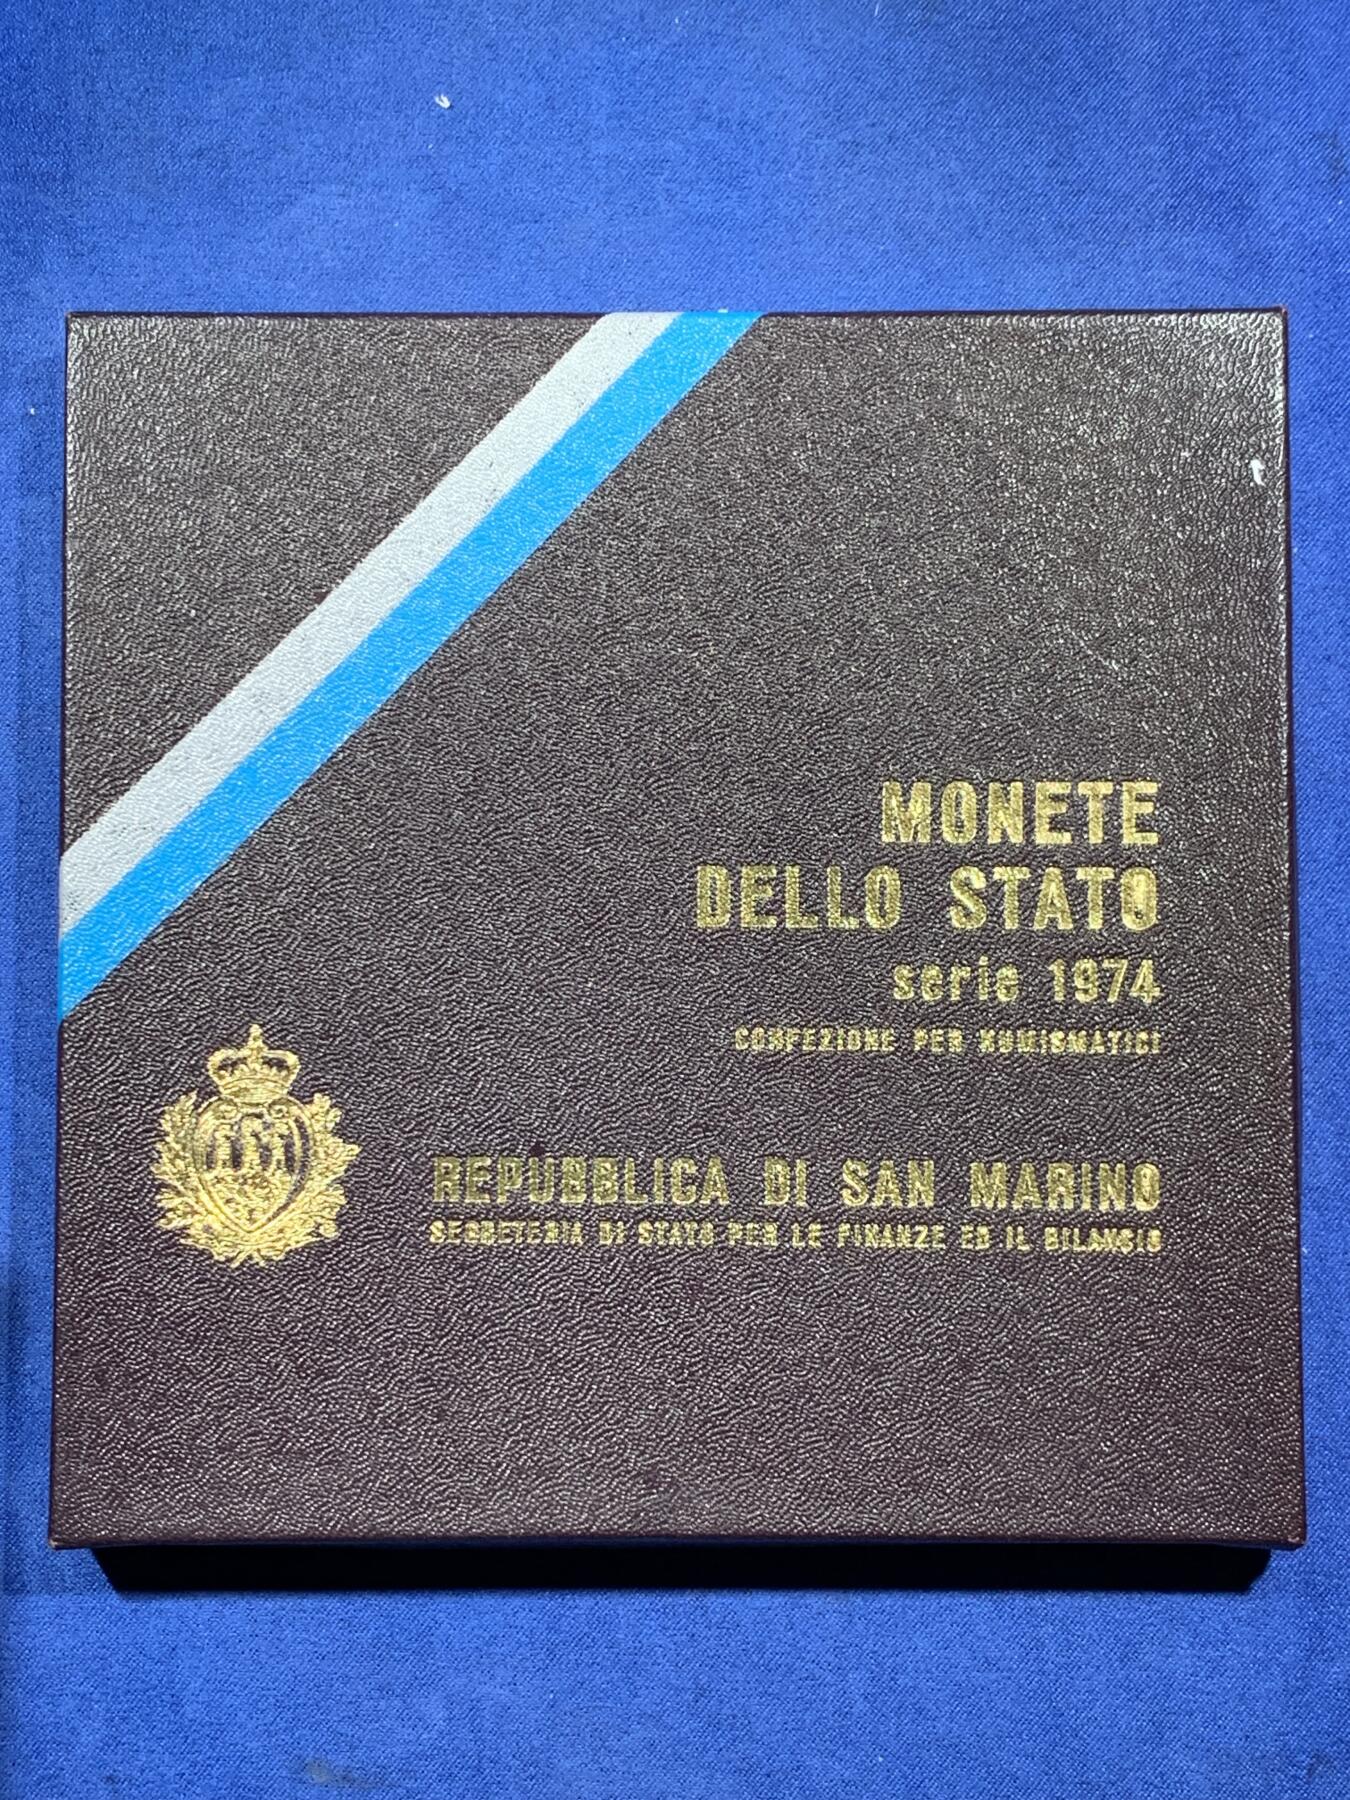 MONETE
DELLO STATO
serie 1974
CONFEZIONE PER NUMISMATICI
REPUBBLICA DI SAN MARINO
SEGRETERIA DI STATO PER LE FINANZE ED IL BILANCIO